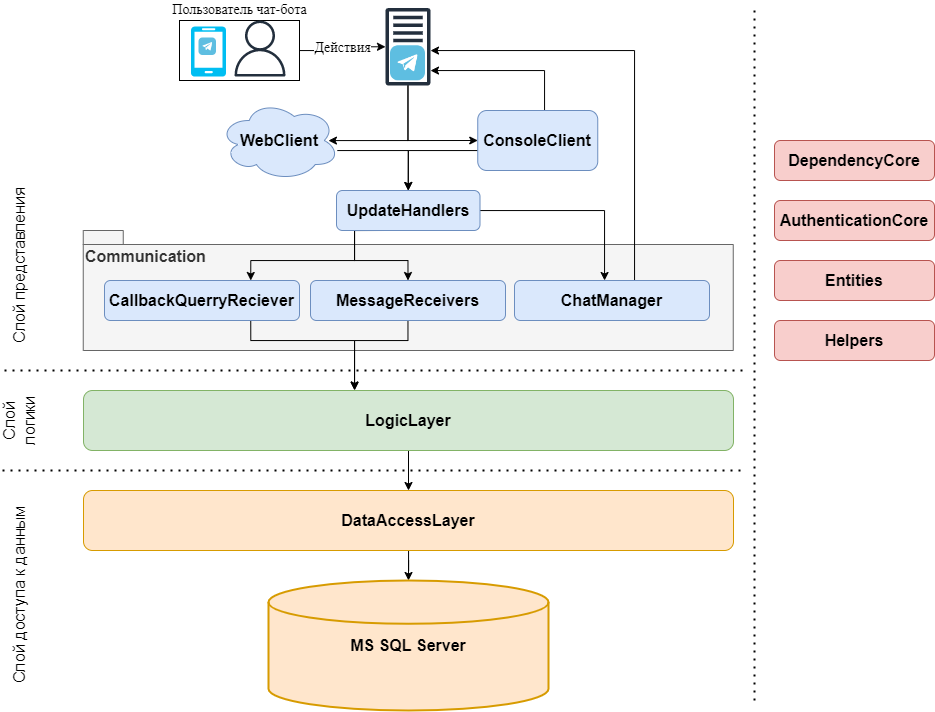 Пользователь чат-бота
Действия
WebClient
ConsoleClient
UpdateHandlers
Communication
CallbackQuerryReciever
MessageReceivers
ChatManager
Слой представления
Слой
логики
LogicLayer
Слой доступа к данным
DataAccessLayer
MS SQL Server
DependencyCore
AuthenticationCore
Entities
Helpers